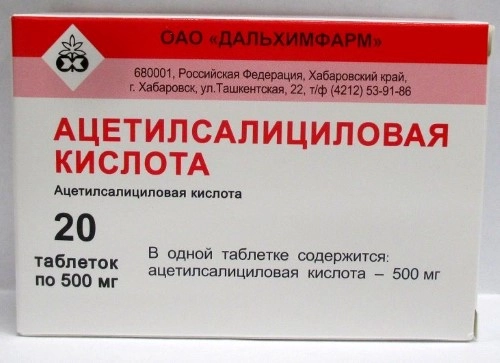 ОАО «ДАЛЬХИМФАРМ»
680001, Российская Федерация, Хабаровский край,
г. Хабаровск, ул.Ташкентская, 22, т/ф (4212) 53-91-86
АЦЕТИЛСАЛИЦИЛОВАЯ
КИСЛОТА
Ацетилсалициловая кислота
20
таблеток
по 500 мг
В одной таблетке содержится:
ацетилсалициловая кислота – 500 мг